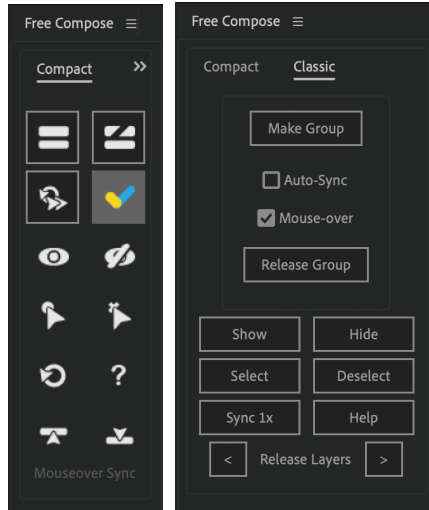 Free Compose
Compact
?
Mouseover Sync
Free Compose
Compact Classic
Make Group
Auto-Sync
Mouse-over
Release Group
Show Hide
Select Deselect
Sync 1x Help
< Release Layers >